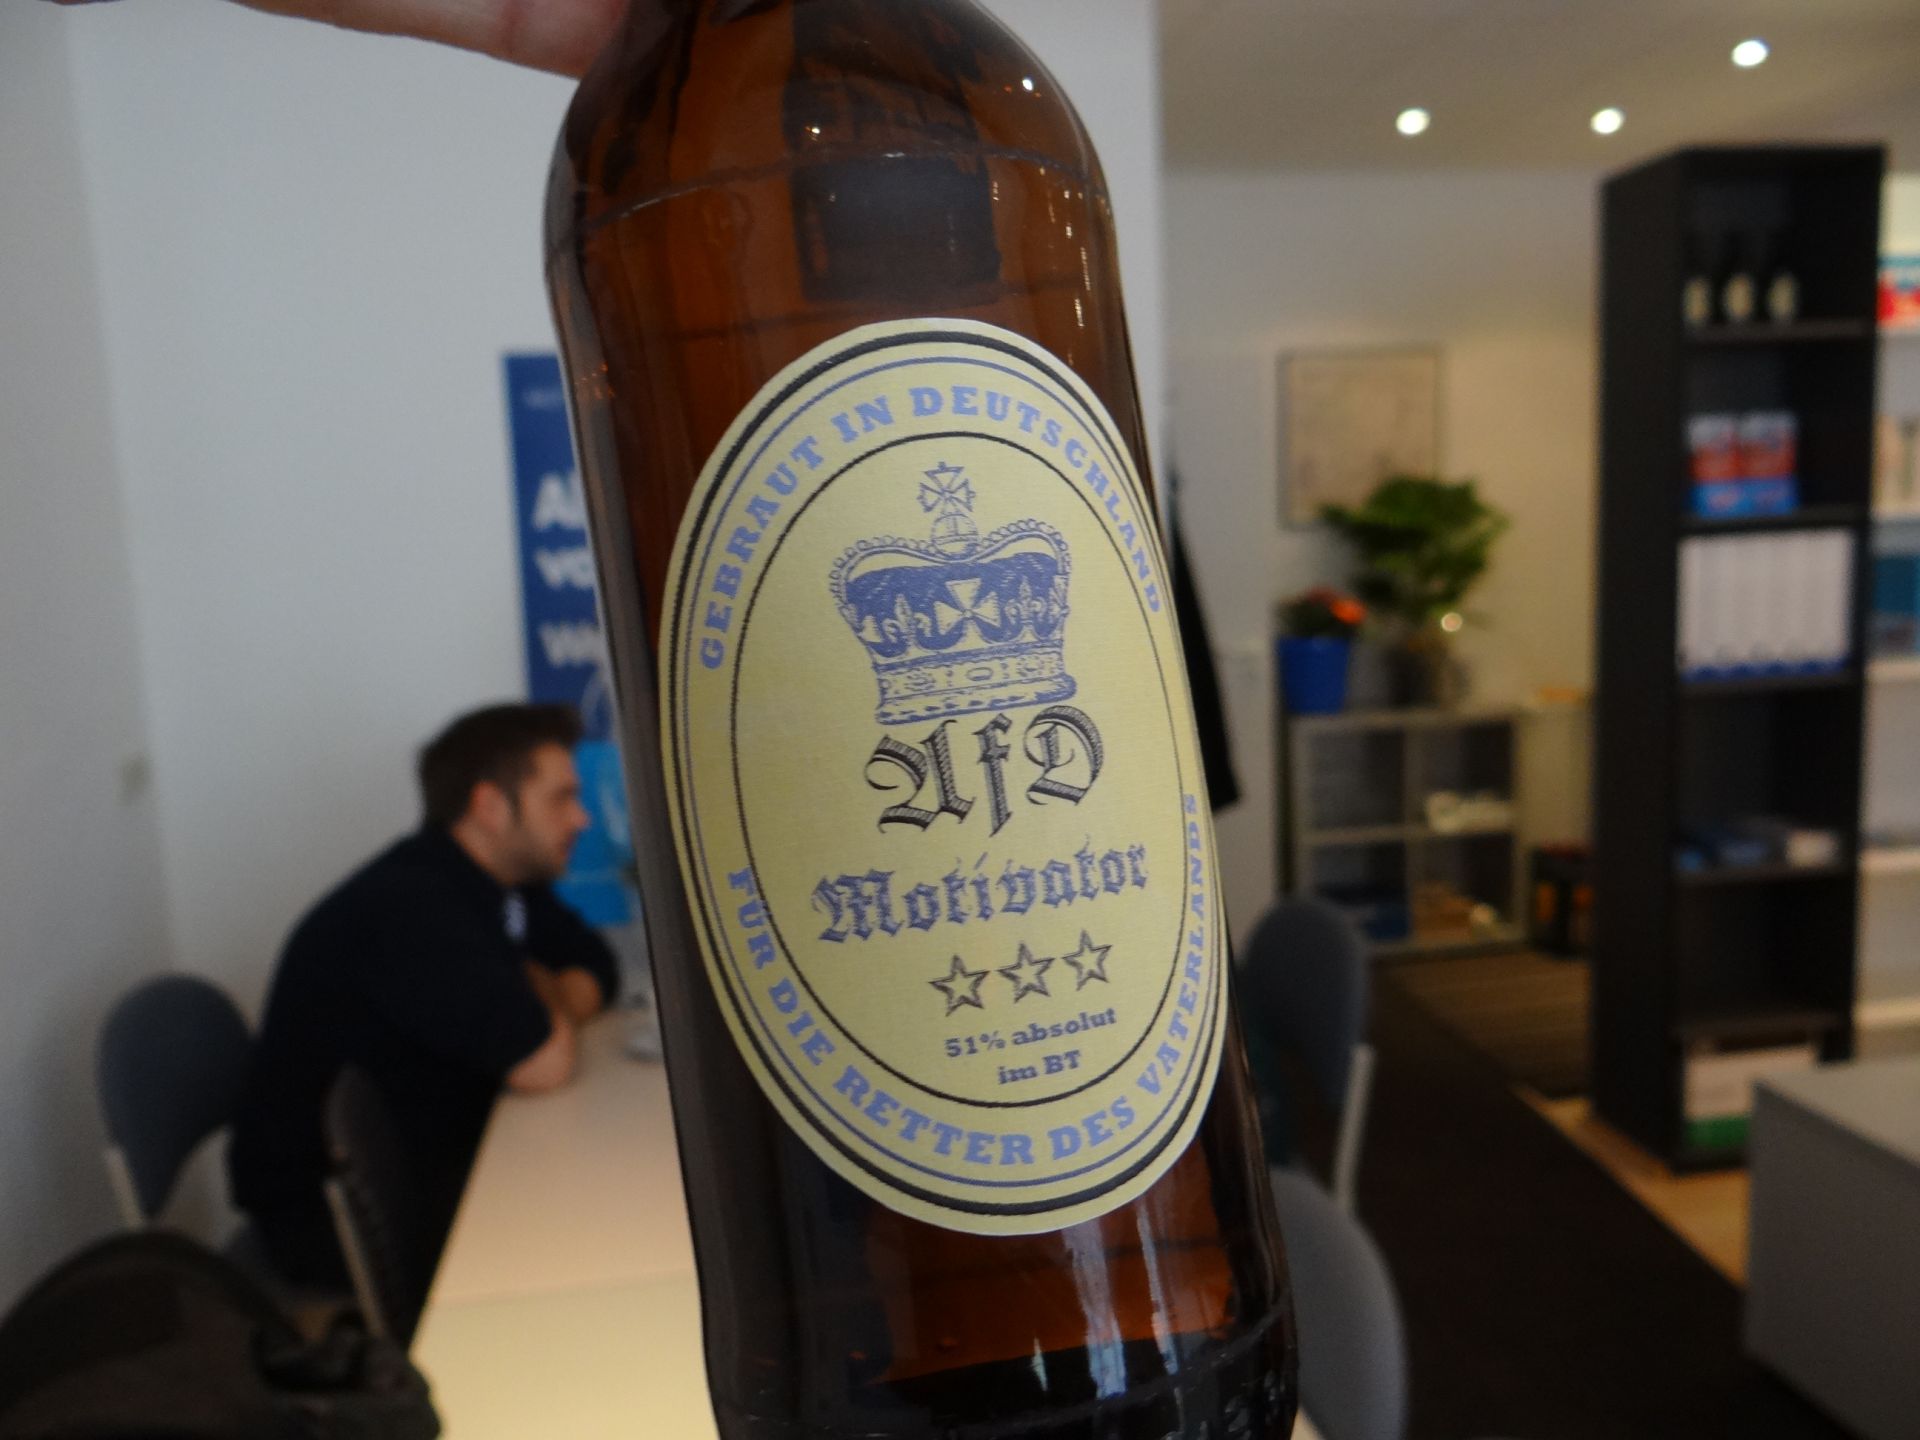 GEBRAUT IN DEUTSCHLAND
AfD
Motivator
51% absolut
im BT
FÜR DIE RETTER DES VATERLANDS